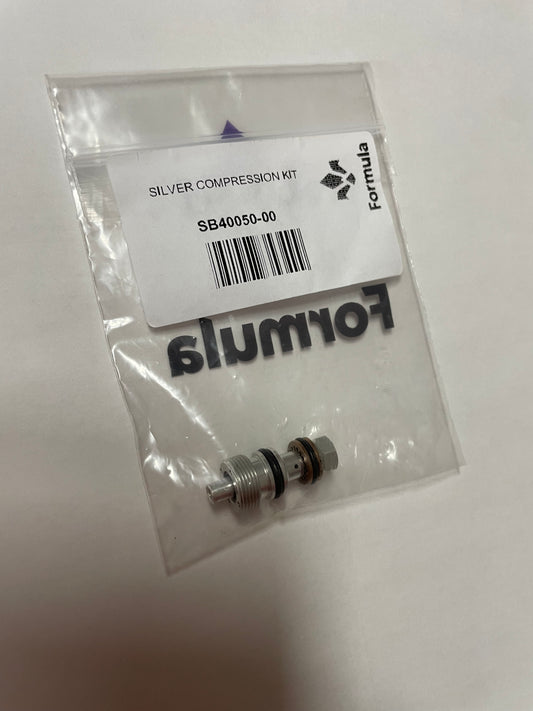 SILVER COMPRESSION KIT
SB40050-00
Formula
Formula